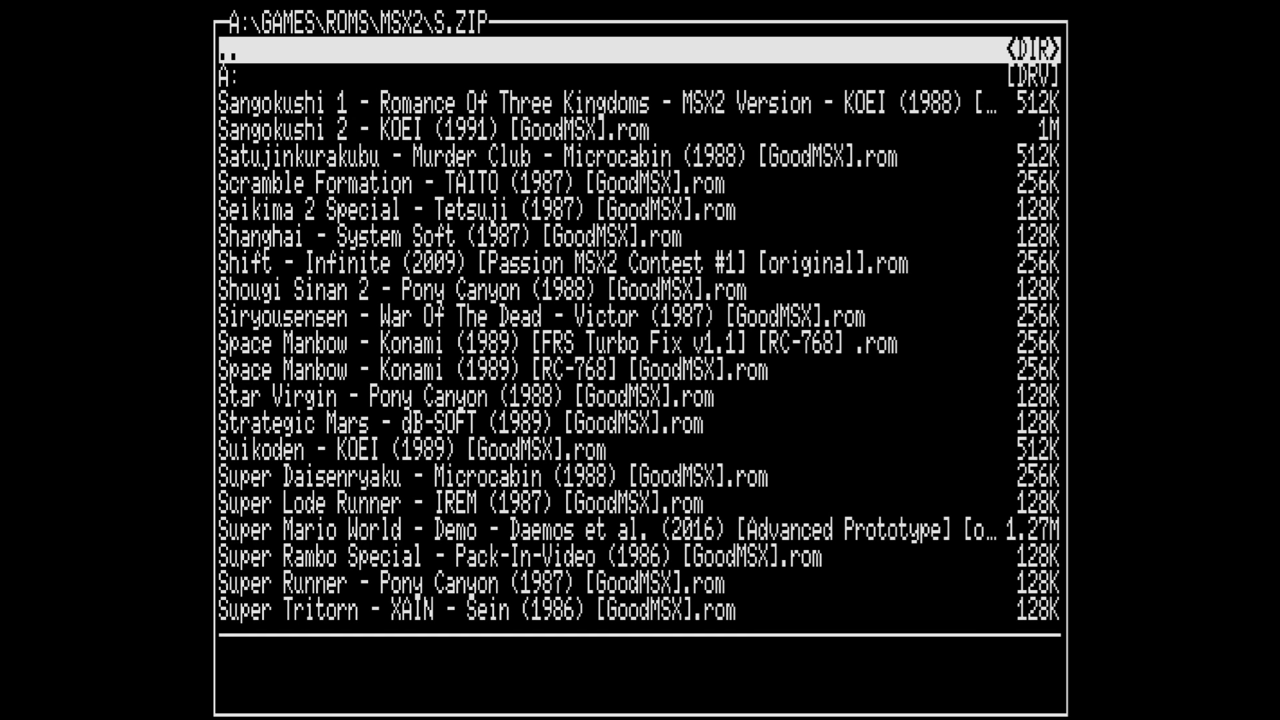 A:\GAMES\ROMS\MSX2\S.ZIP
.. <DIR>
A: [DRV]
Sangokushi 1 - Romance Of Three Kingdoms - MSX2 Version - KOEI (1988) [… 512K
Sangokushi 2 - KOEI (1991) [GoodMSX].rom 1M
Satujinkurakubu - Murder Club - Microcabin (1988) [GoodMSX].rom 512K
Scramble Formation - TAITO (1987) [GoodMSX].rom 256K
Seikima 2 Special - Tetsuji (1987) [GoodMSX].rom 128K
Shanghai - System Soft (1987) [GoodMSX].rom 128K
Shift - Infinite (2009) [Passion MSX2 Contest #1] [original].rom 256K
Shougi Sinan 2 - Pony Canyon (1988) [GoodMSX].rom 128K
Siryousensen - War Of The Dead - Victor (1987) [GoodMSX].rom 256K
Space Manbow - Konami (1989) [FRS Turbo Fix v1.1] [RC-768] .rom 256K
Space Manbow - Konami (1989) [RC-768] [GoodMSX].rom 256K
Star Virgin - Pony Canyon (1988) [GoodMSX].rom 128K
Strategic Mars - dB-SOFT (1989) [GoodMSX].rom 128K
Suikoden - KOEI (1989) [GoodMSX].rom 512K
Super Daisenryaku - Microcabin (1988) [GoodMSX].rom 256K
Super Lode Runner - IREM (1987) [GoodMSX].rom 128K
Super Mario World - Demo - Daemos et al. (2016) [Advanced Prototype] [o… 1.27M
Super Rambo Special - Pack-In-Video (1986) [GoodMSX].rom 128K
Super Runner - Pony Canyon (1987) [GoodMSX].rom 128K
Super Tritorn - XAIN - Sein (1986) [GoodMSX].rom 128K